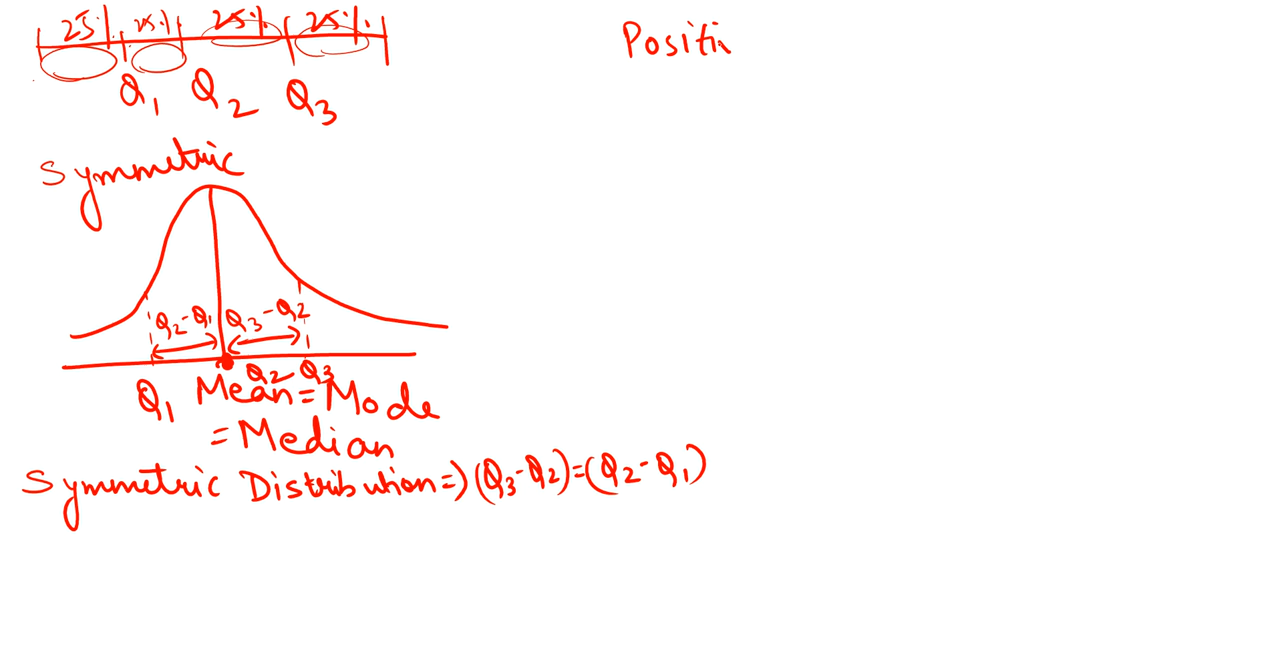 25% 25% 25% 25%
Q1 Q2 Q3
Positi
Symmetric
Q2-Q1 Q3-Q2
Q1 Q2 Q3
Mean=Mode
=Median
Symmetric Distribution=) (Q3-Q2)=(Q2-Q1)